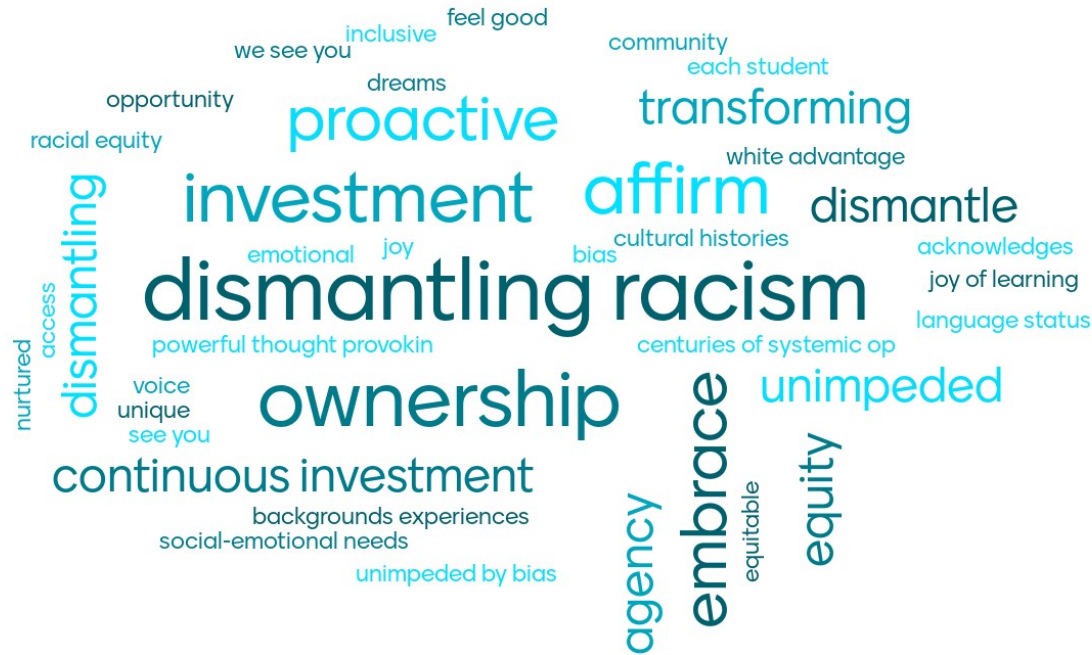 feel good
inclusive
we see you
community
each student
dreams
opportunity
proactive
transforming
racial equity
white advantage
investment
affirm
dismantle
dismantling
emotional
joy
bias
cultural histories
acknowledges
dismantling racism
joy of learning
access
language status
powerful thought provokin
centuries of systemic op
nurtured
voice
unique
see you
ownership
unimpeded
embrace
continuous investment
equity
backgrounds experiences
social-emotional needs
agency
equitable
unimpeded by bias